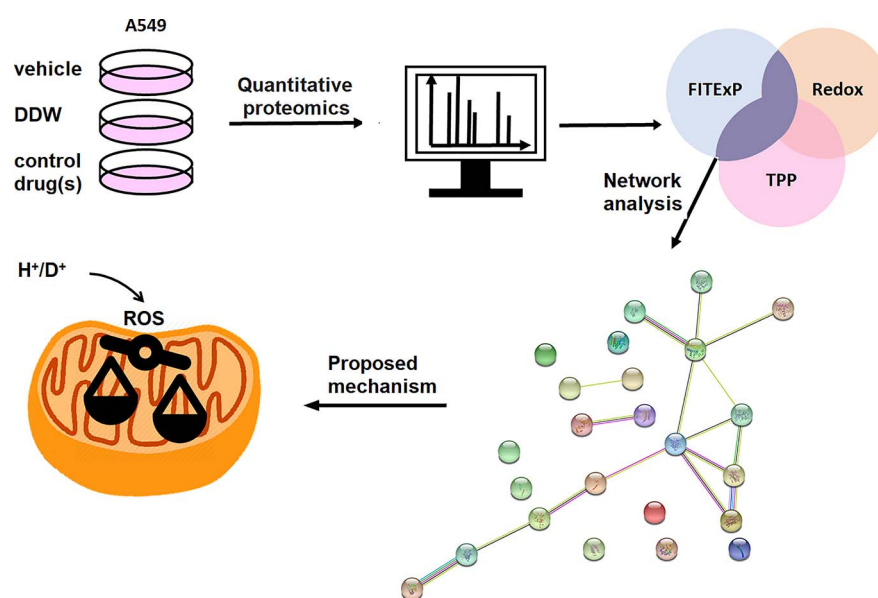 A549
vehicle
DDW
control
drug(s)
Quantitative
proteomics
FITExP
Redox
TPP
Network
analysis
H⁺/D⁺
ROS
Proposed
mechanism